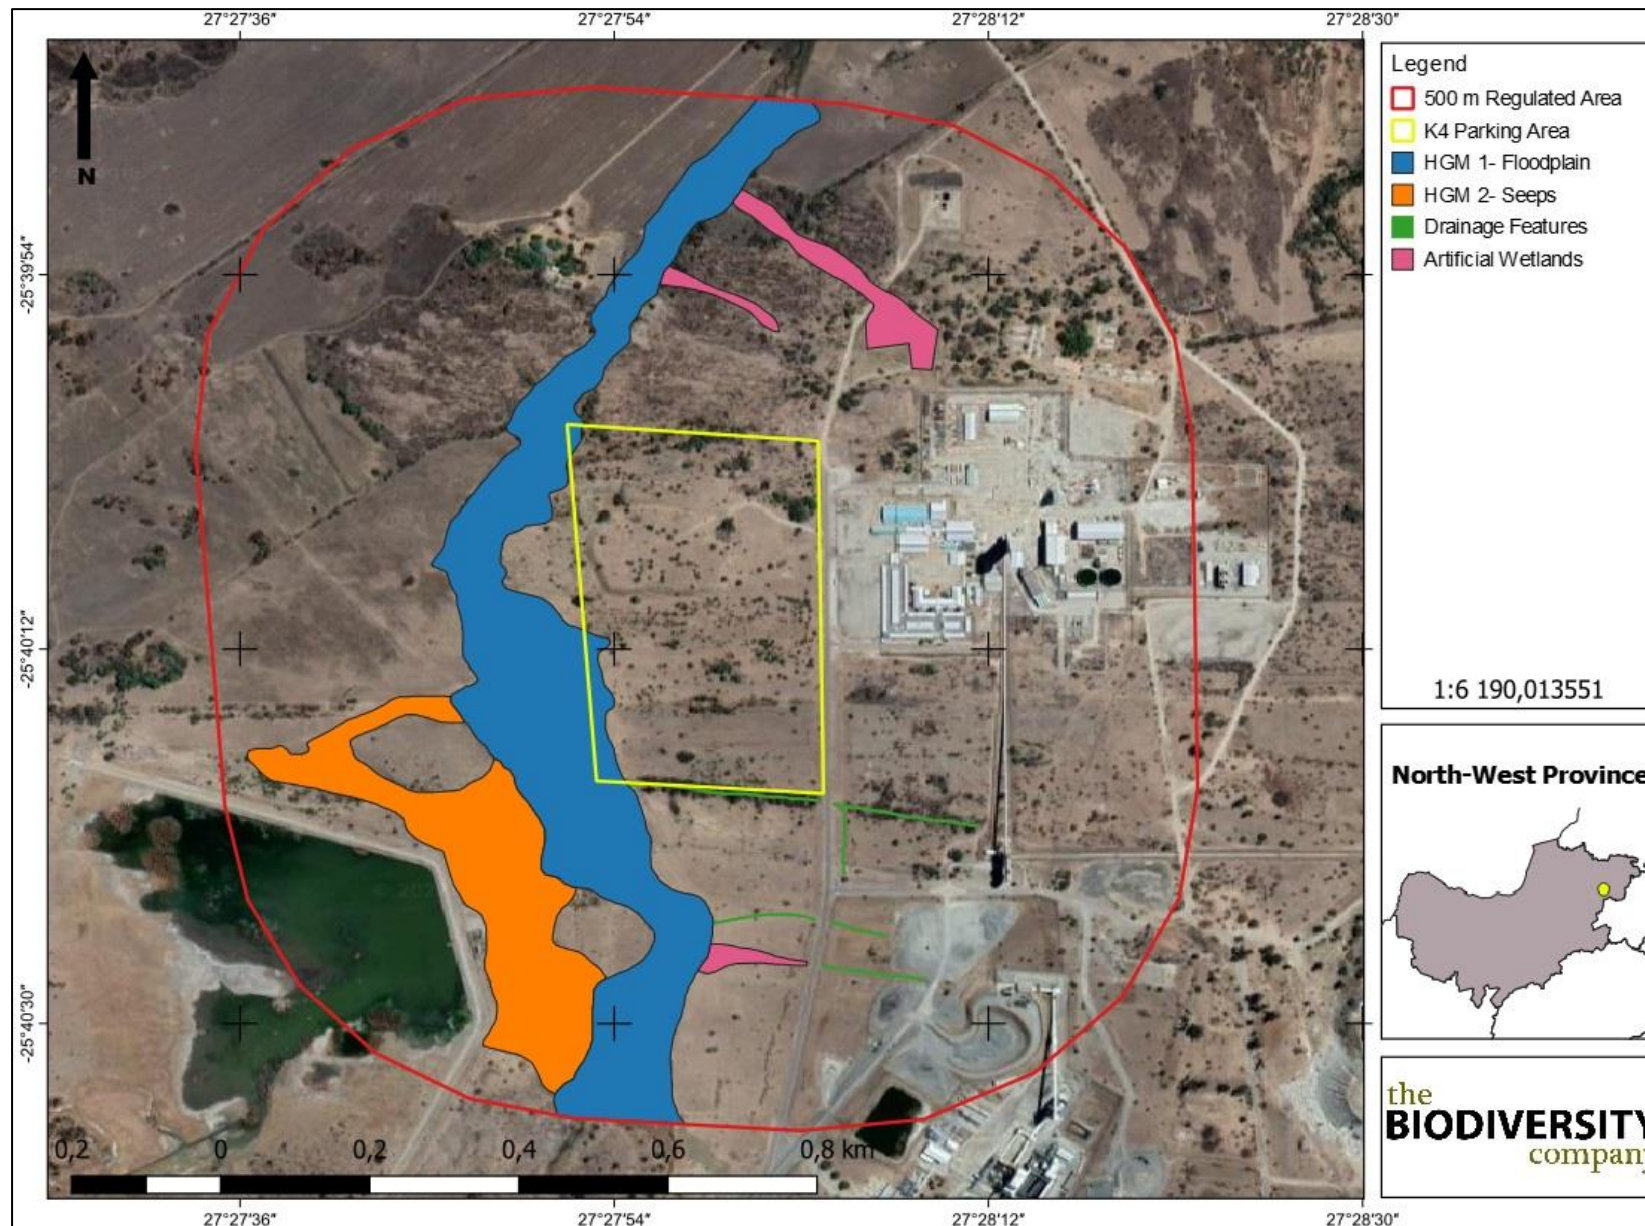 27°27'36" 27°27'54" 27°28'12" 27°28'30"
-25°39'54"
-25°40'12"
-25°40'30"
N
Legend
500 m Regulated Area
K4 Parking Area
HGM 1- Floodplain
HGM 2- Seeps
Drainage Features
Artificial Wetlands
1:6 190,013551
North-West Province
the
BIODIVERSITY
company
0,2 0 0,2 0,4 0,6 0,8 km
27°27'36" 27°27'54" 27°28'12" 27°28'30"